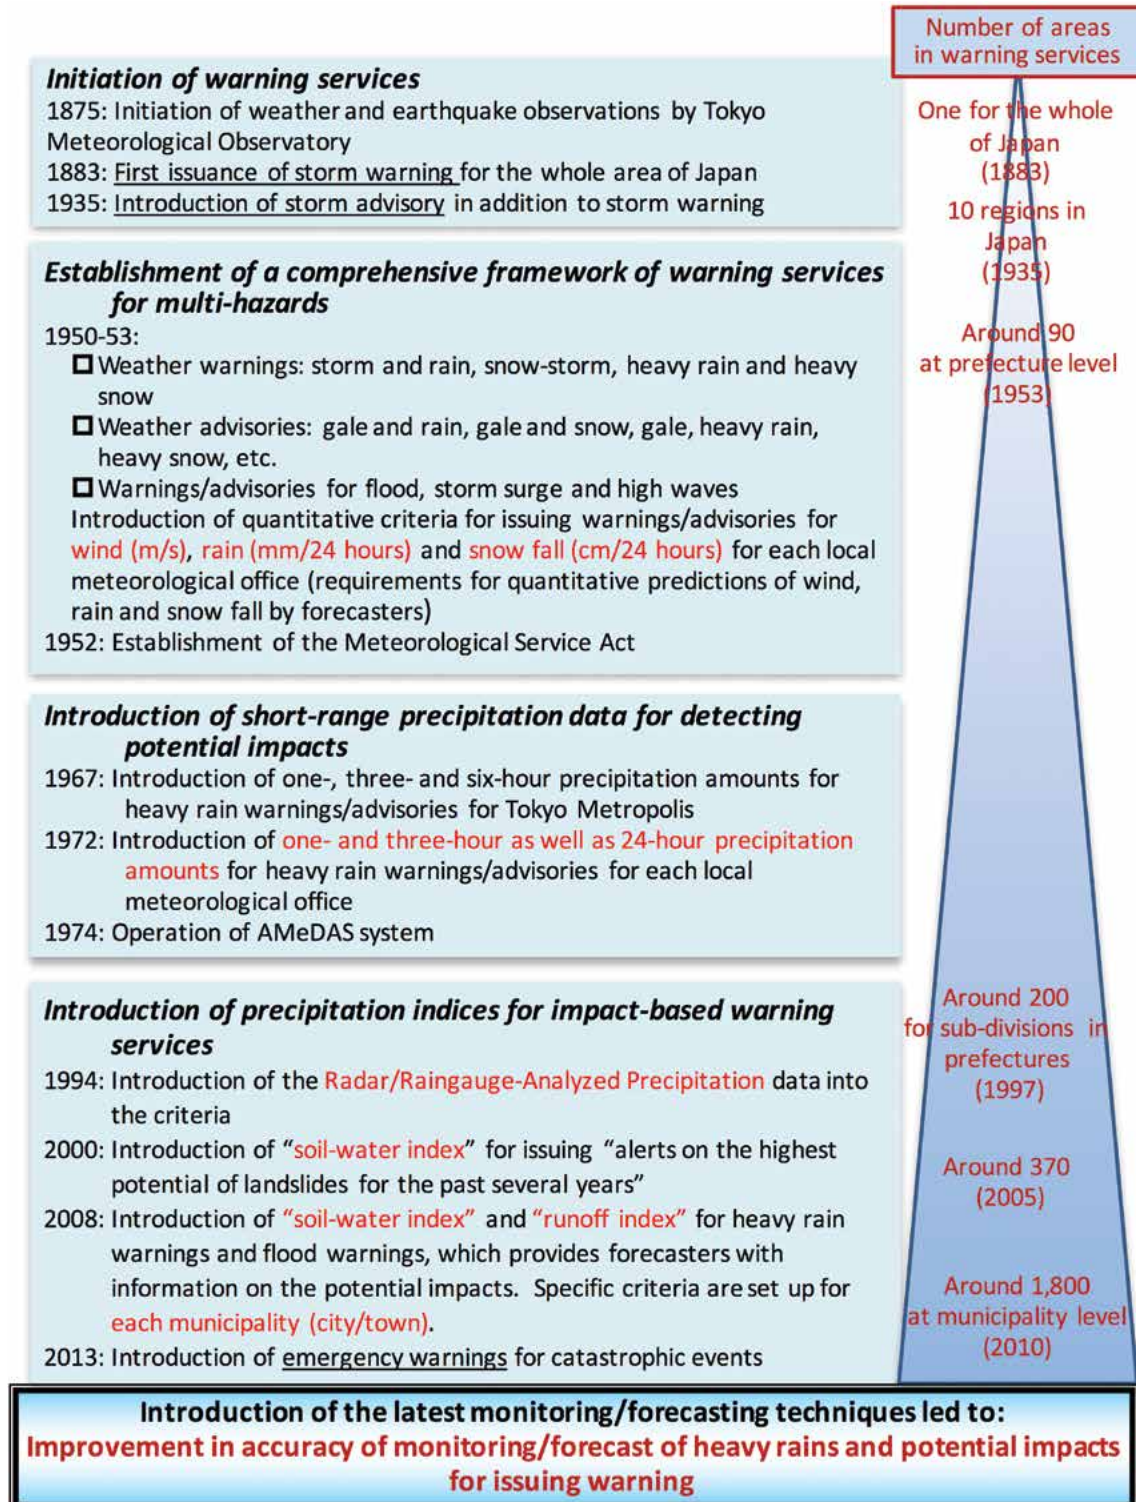 Number of areas
in warning services
Initiation of warning services
1875: Initiation of weather and earthquake observations by Tokyo
Meteorological Observatory
1883: First issuance of storm warning for the whole area of Japan
1935: Introduction of storm advisory in addition to storm warning
One for the whole
of Japan
(1883)
10 regions in
Japan
(1935)
Establishment of a comprehensive framework of warning services
for multi-hazards
1950-53:
Weather warnings: storm and rain, snow-storm, heavy rain and heavy
snow
Weather advisories: gale and rain, gale and snow, gale, heavy rain,
heavy snow, etc.
Warnings/advisories for flood, storm surge and high waves
Introduction of quantitative criteria for issuing warnings/advisories for
wind (m/s), rain (mm/24 hours) and snow fall (cm/24 hours) for each local
meteorological office (requirements for quantitative predictions of wind,
rain and snow fall by forecasters)
1952: Establishment of the Meteorological Service Act
Around 90
at prefecture level
(1953)
Introduction of short-range precipitation data for detecting
potential impacts
1967: Introduction of one-, three- and six-hour precipitation amounts for
heavy rain warnings/advisories for Tokyo Metropolis
1972: Introduction of one- and three-hour as well as 24-hour precipitation
amounts for heavy rain warnings/advisories for each local
meteorological office
1974: Operation of AMeDAS system
Introduction of precipitation indices for impact-based warning
services
1994: Introduction of the Radar/Raingauge-Analyzed Precipitation data into
the criteria
2000: Introduction of “soil-water index” for issuing “alerts on the highest
potential of landslides for the past several years”
2008: Introduction of “soil-water index” and “runoff index” for heavy rain
warnings and flood warnings, which provides forecasters with
information on the potential impacts. Specific criteria are set up for
each municipality (city/town).
2013: Introduction of emergency warnings for catastrophic events
Around 200
for sub-divisions in
prefectures
(1997)
Around 370
(2005)
Around 1,800
at municipality level
(2010)
Introduction of the latest monitoring/forecasting techniques led to:
Improvement in accuracy of monitoring/forecast of heavy rains and potential impacts
for issuing warning